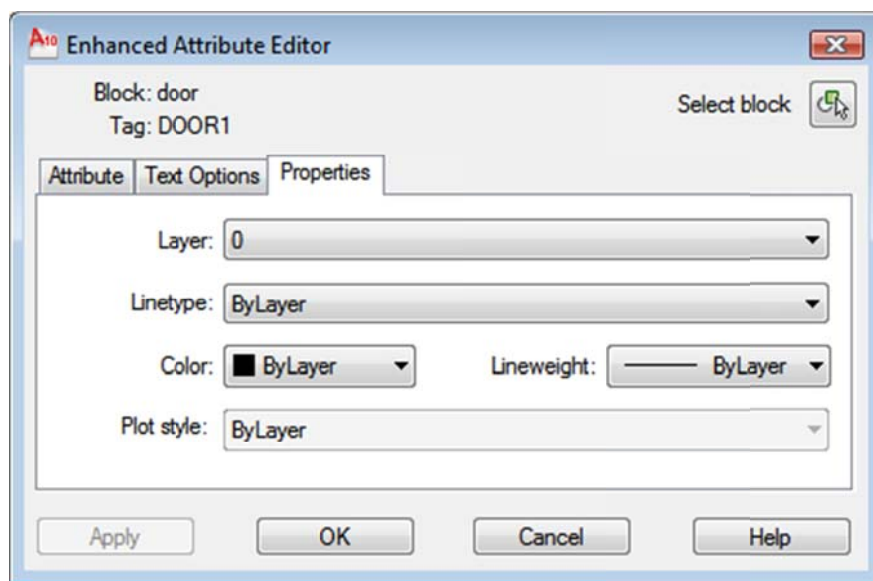 A10 Enhanced Attribute Editor
Block: door
Select block
Tag: DOOR1
Attribute Text Options Properties
Layer: 0
Linetype: ByLayer
Color: ByLayer Lineweight: ByLayer
Plot style: ByLayer
Apply OK Cancel Help